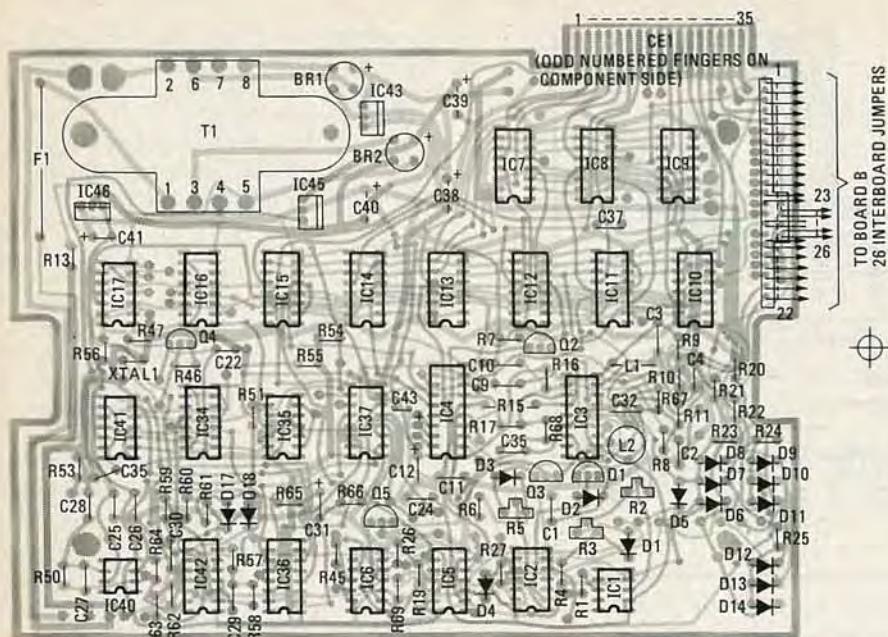 1 - - - - - - - - - - - 35
CE1
(ODD NUMBERED FINGERS ON
COMPONENT SIDE)
1
2 6 7 8
BR1
+
IC43
C39
+
T1
F1
BR2
+
IC7
IC8
IC9
IC46
1 3 4 5
IC45
+
C40
+
C38
C37
23
26
TO BOARD B
26 INTERBOARD JUMPERS
+
C41
R13
IC17
IC16
IC15
IC14
IC13
IC12
IC11
IC10
22
R47
Q4
R54
R7
Q2
C3
R9
R56
C22
R55
C10
R16
L1
C4
R20
XTAL1
R46
C9
R10
R21
R51
C43
R15
C32
R67
R11
R22
IC41
IC34
IC35
IC37
IC4
R17
R68
IC3
L2
R23
R24
C35
R8
C2
R53
C35
D17
D18
+
C12
C11
D3
Q1
D8
D9
D7
D10
R59
R60
R61
R65
R66
Q5
C24
R6
Q3
D2
R2
D5
D6
D11
C28
C25
C26
C30
+
C31
R5
C1
R3
D1
R25
R64
R57
R26
R27
D12
R50
C27
IC40
IC42
IC36
R45
IC6
R19
IC5
D4
IC2
R4
R1
IC1
D13
D14
R63
R62
C29
R58
R69